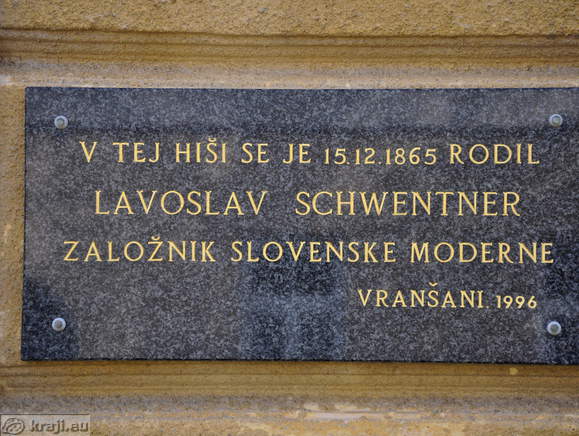 V TEJ HIŠI SE JE 15.12.1865 RODIL
LAVOSLAV SCHWENTNER
ZALOŽNIK SLOVENSKE MODERNE
VRANŠANI. 1996
kraji.eu